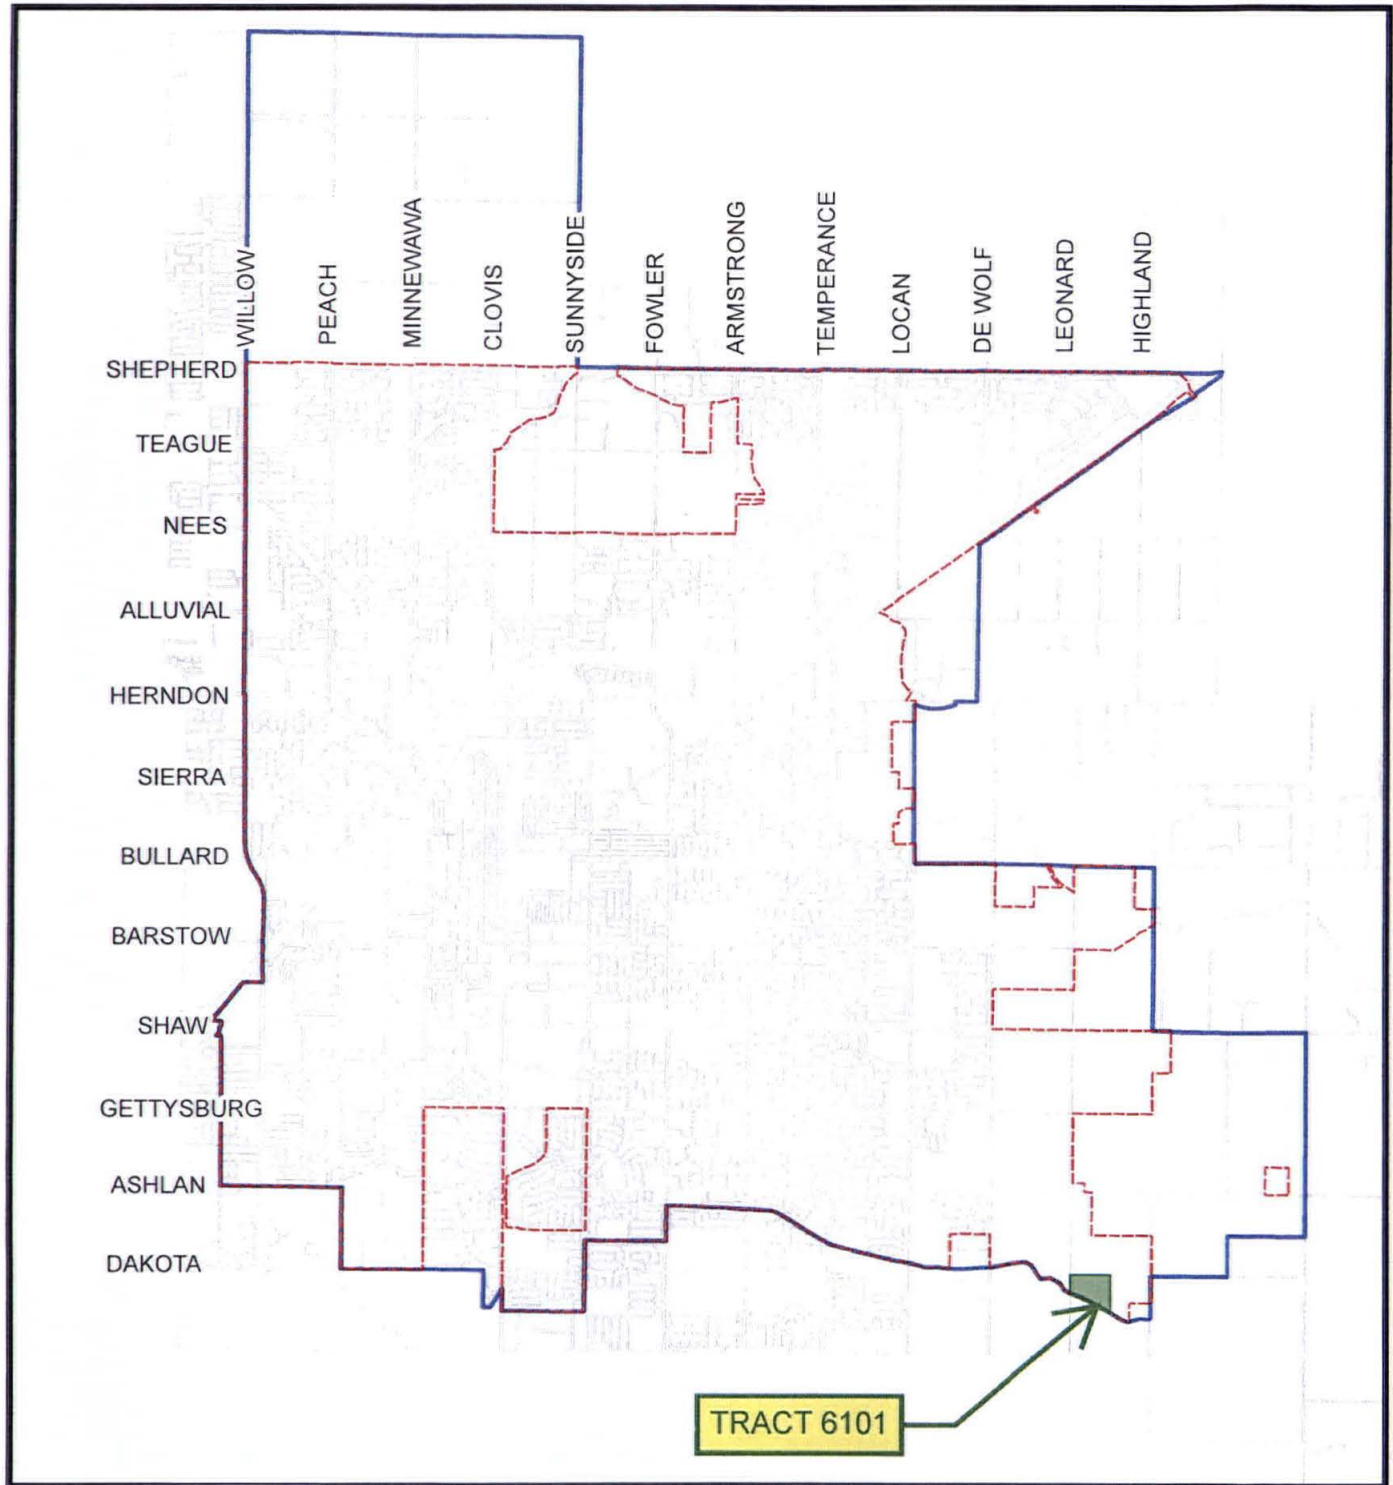 WILLOW
PEACH
MINNEWAWA
CLOVIS
SUNNYSIDE
FOWLER
ARMSTRONG
TEMPERANCE
LOCAN
DE WOLF
LEONARD
HIGHLAND
SHEPHERD
TEAGUE
NEES
ALLUVIAL
HERNDON
SIERRA
BULLARD
BARSTOW
SHAW
GETTYSBURG
ASHLAN
DAKOTA
TRACT 6101